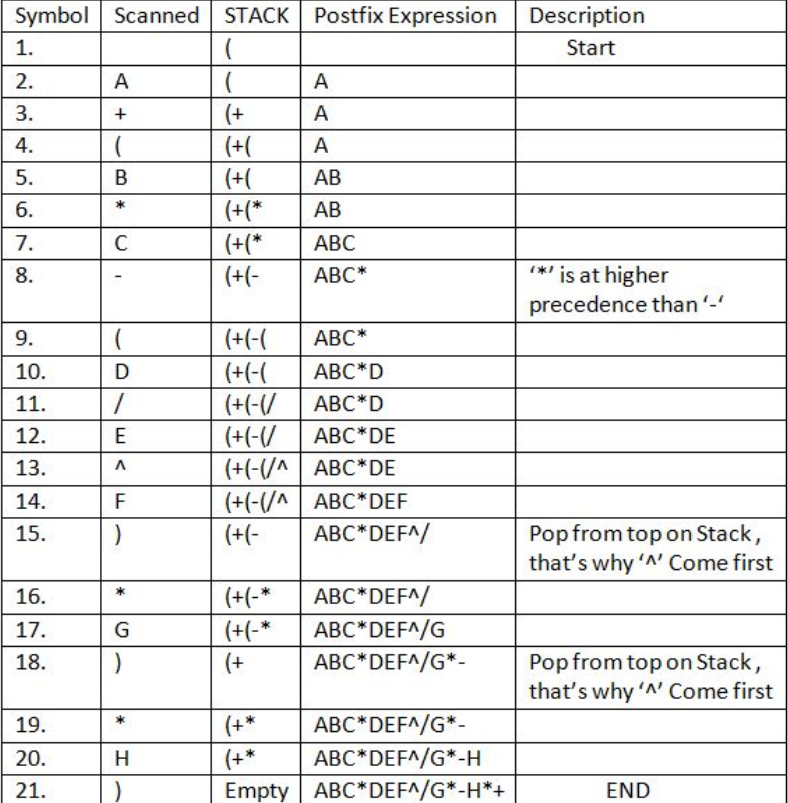 Symbol Scanned STACK Postfix Expression Description
1. ( Start
2. A ( A
3. + (+ A
4. ( (+( A
5. B (+( AB
6. * (+(* AB
7. C (+(* ABC
8. - (+(- ABC* ‘*’ is at higher
precedence than ‘-‘
9. ( (+(-( ABC*
10. D (+(-( ABC*D
11. / (+(-(/ ABC*D
12. E (+(-(/ ABC*DE
13. ^ (+(-(/^ ABC*DE
14. F (+(-(/^ ABC*DEF
15. ) (+(- ABC*DEF^/ Pop from top on Stack ,
that’s why ‘^’ Come first
16. * (+(-* ABC*DEF^/
17. G (+(-* ABC*DEF^/G
18. ) (+ ABC*DEF^/G*- Pop from top on Stack ,
that’s why ‘^’ Come first
19. * (+* ABC*DEF^/G*-
20. H (+* ABC*DEF^/G*-H
21. ) Empty ABC*DEF^/G*-H*+ END